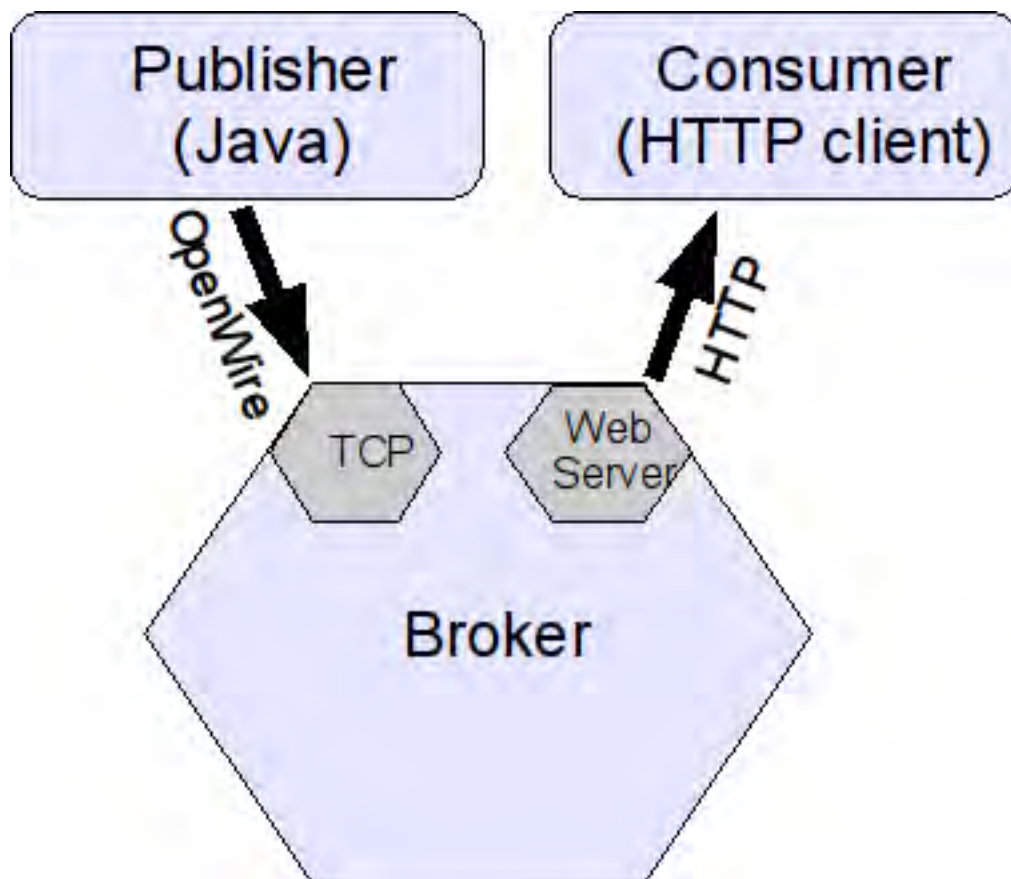 Publisher
(Java)
Consumer
(HTTP client)
OpenWire
HTTP
TCP
Web
Server
Broker